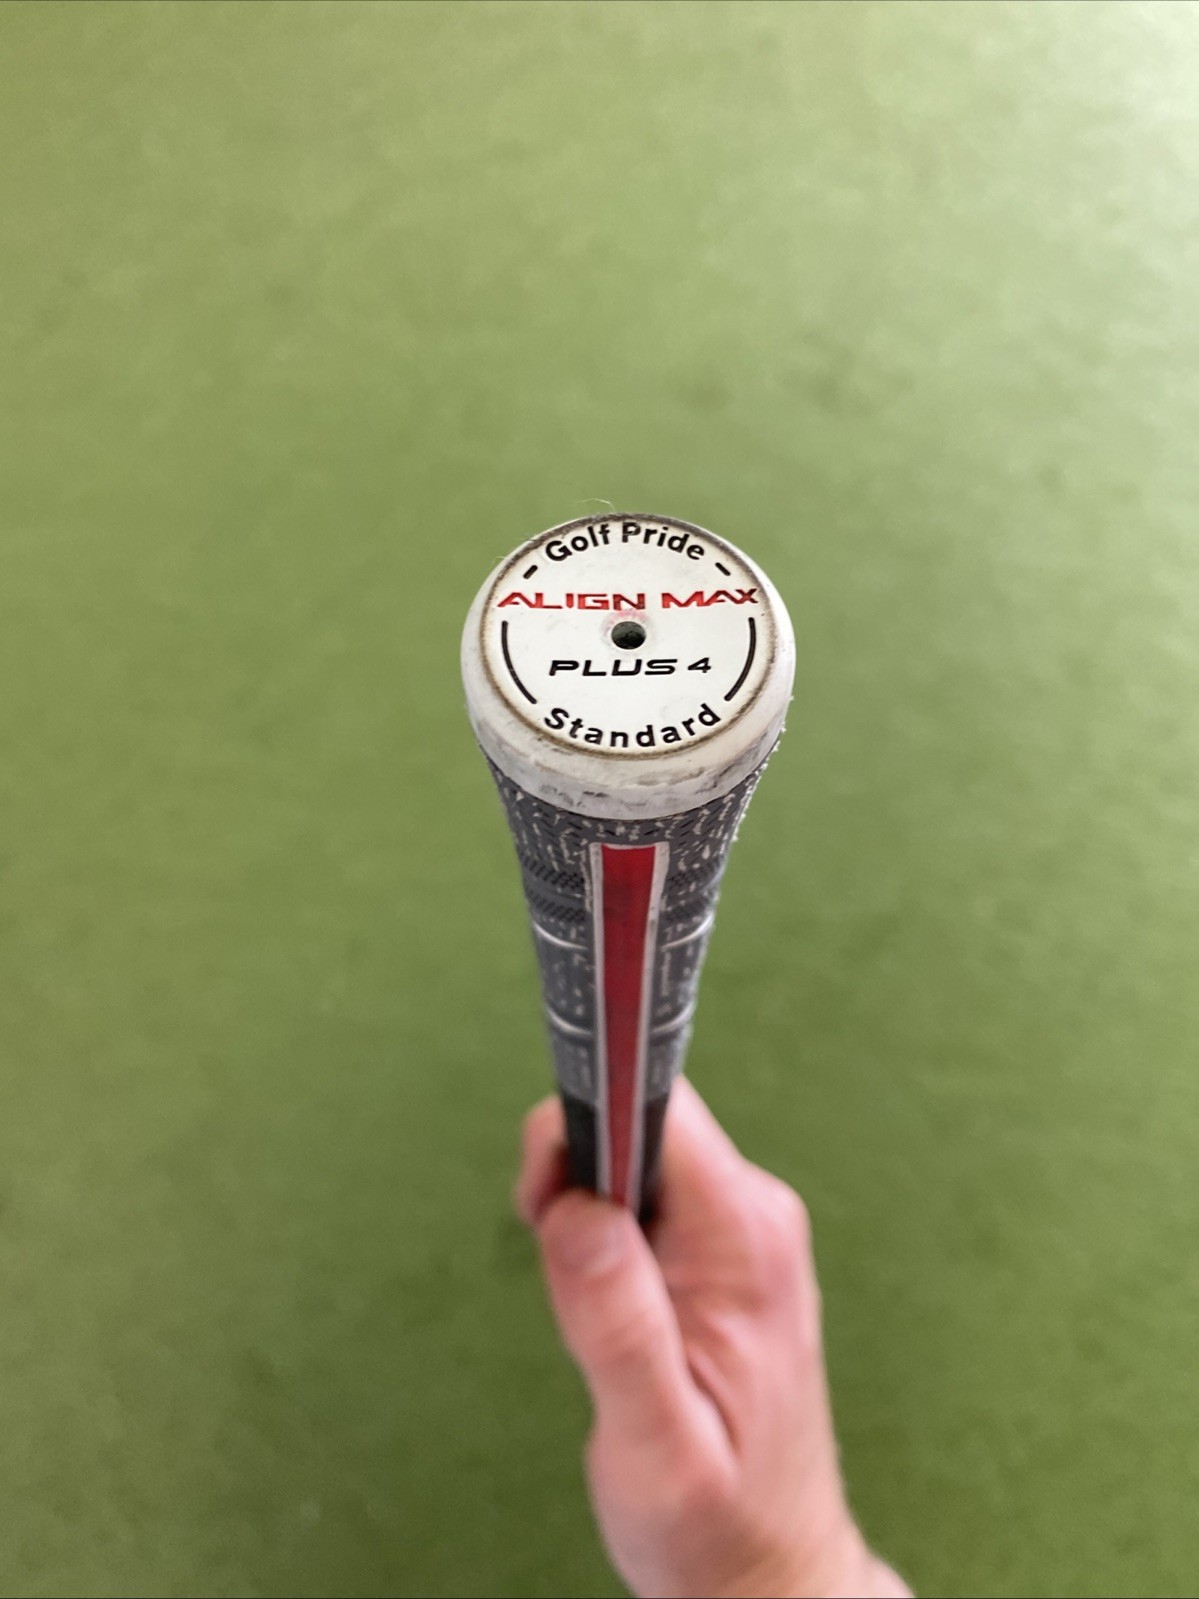 - Golf Pride -
ALIGN MAX
PLUS 4
Standard